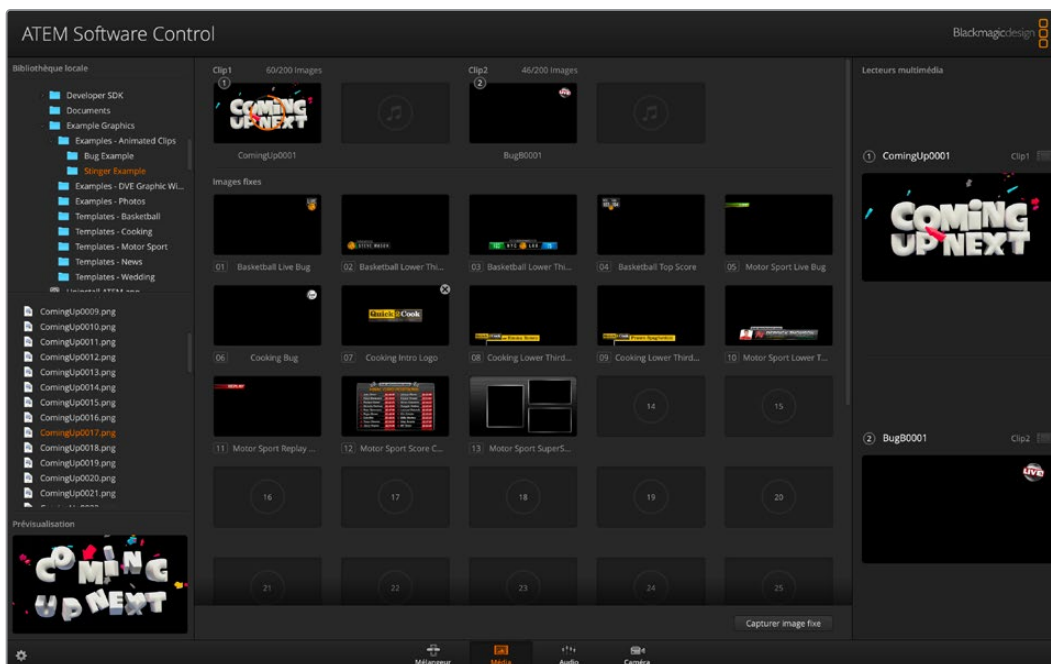 ATEM Software Control
Blackmagicdesign
Bibliothèque locale
Developer SDK
Documents
Example Graphics
Examples - Animated Clips
Bug Example
Stinger Example
Examples - DVE Graphic Wi...
Examples - Photos
Templates - Basketball
Templates - Cooking
Templates - Motor Sport
Templates - News
Templates - Wedding
Uninstall ATEM.app
ComingUp0009.png
ComingUp0010.png
ComingUp0011.png
ComingUp0012.png
ComingUp0013.png
ComingUp0014.png
ComingUp0015.png
ComingUp0016.png
ComingUp0017.png
ComingUp0018.png
ComingUp0019.png
ComingUp0020.png
ComingUp0021.png
Prévisualisation
COMING
UP NEXT
Clip1 60/200 Images
Clip2 46/200 Images
1
2
COMING
UP NEXT
ComingUp0001
BugB0001
Images fixes
01 Basketball Live Bug
02 Basketball Lower Thi...
03 Basketball Lower Thi...
04 Basketball Top Score
05 Motor Sport Live Bug
Quick2Cook
06 Cooking Bug
07 Cooking Intro Logo
08 Cooking Lower Third...
09 Cooking Lower Third...
10 Motor Sport Lower T...
11 Motor Sport Replay ...
12 Motor Sport Score C...
13 Motor Sport SuperS...
14
15
16
17
18
19
20
21
22
23
24
25
Capturer image fixe
Lecteurs multimédia
1 ComingUp0001 Clip1
COMING
UP NEXT
2 BugB0001 Clip2
LIVE
Mélangeur
Média
Audio
Caméra